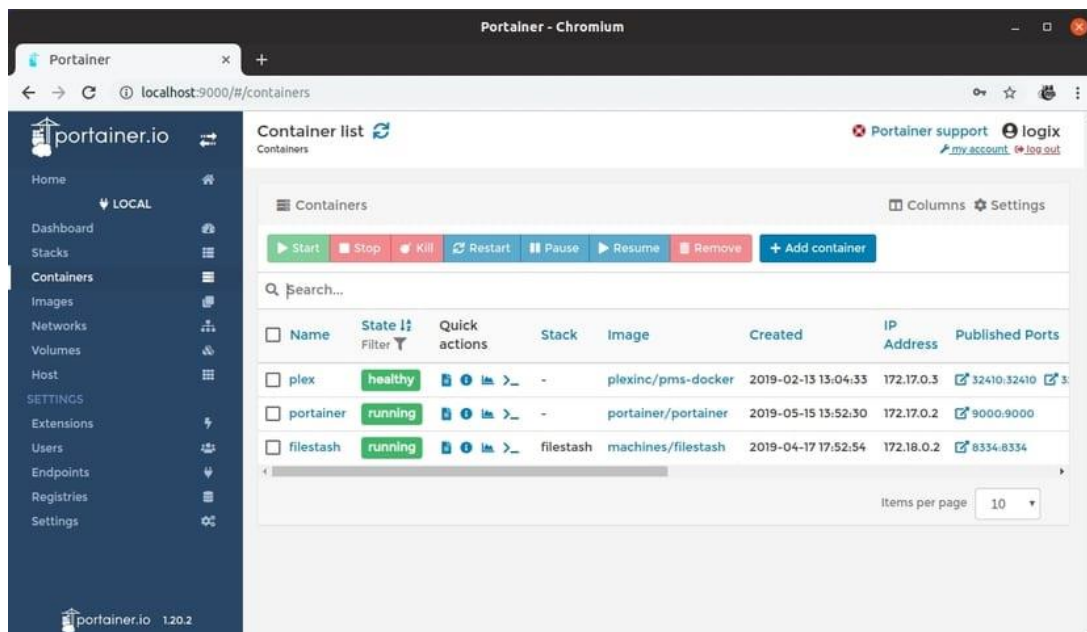 Portainer - Chromium
Portainer
localhost:9000/#/containers
portainer.io
Container list
Portainer support logix
Containers
my account log out
Home
LOCAL
Dashboard
Stacks
Containers
Images
Networks
Volumes
Host
SETTINGS
Extensions
Users
Endpoints
Registries
Settings
portainer.io 1.20.2
Containers
Columns Settings
Start Stop Kill Restart Pause Resume Remove + Add container
Search...
Name State Filter Quick actions Stack Image Created IP Address Published Ports
plex healthy - plexinc/pms-docker 2019-02-13 13:04:33 172.17.0.3 32410:32410
portainer running - portainer/portainer 2019-05-15 13:52:30 172.17.0.2 9000:9000
filestash running filestash machines/filestash 2019-04-17 17:52:54 172.18.0.2 8334:8334
Items per page 10